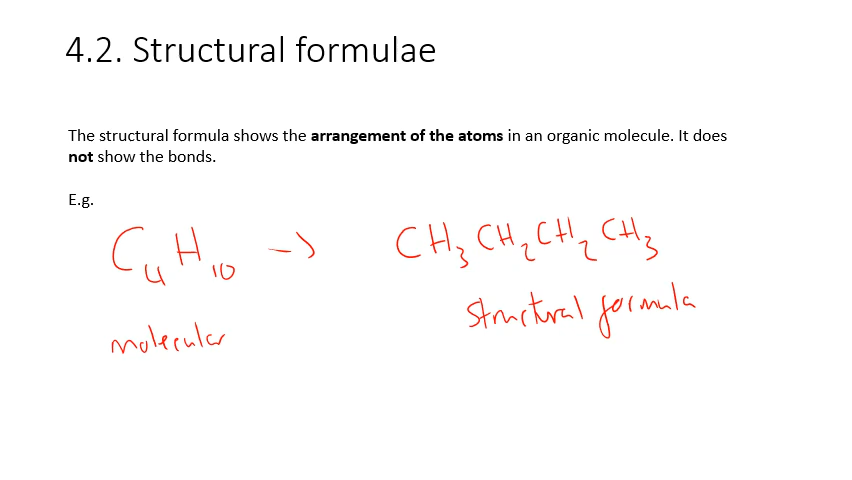 4.2. Structural formulae
The structural formula shows the arrangement of the atoms in an organic molecule. It does
not show the bonds.
E.g.
C₄H₁₀ → CH₃CH₂CH₂CH₃
structural formula
molecular